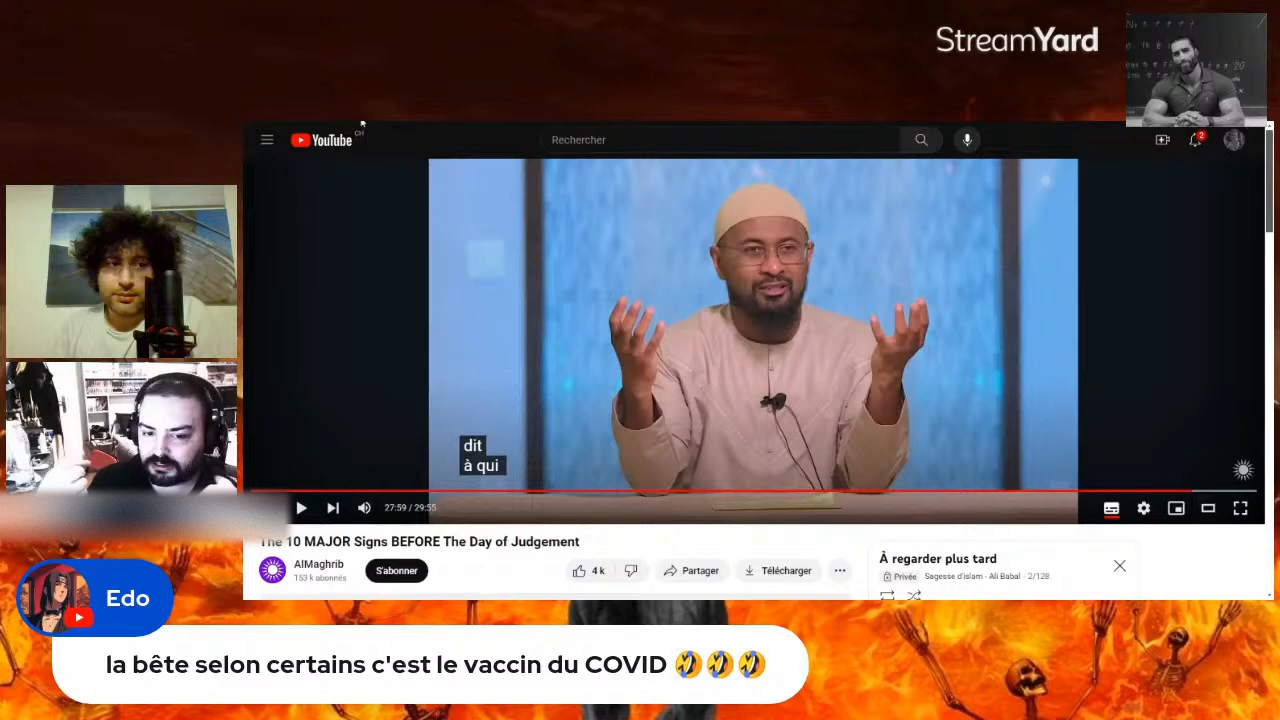 StreamYard
YouTube CH
Rechercher
2
dit
à qui
27:59 / 29:55
The 10 MAJOR Signs BEFORE The Day of Judgement
AlMaghrib
153 k abonnés
S'abonner
4 k
Partager
Télécharger
À regarder plus tard
Privée
Sagesse d'islam - Ali Babal - 2/128
Edo
la bête selon certains c'est le vaccin du COVID 🤣🤣🤣